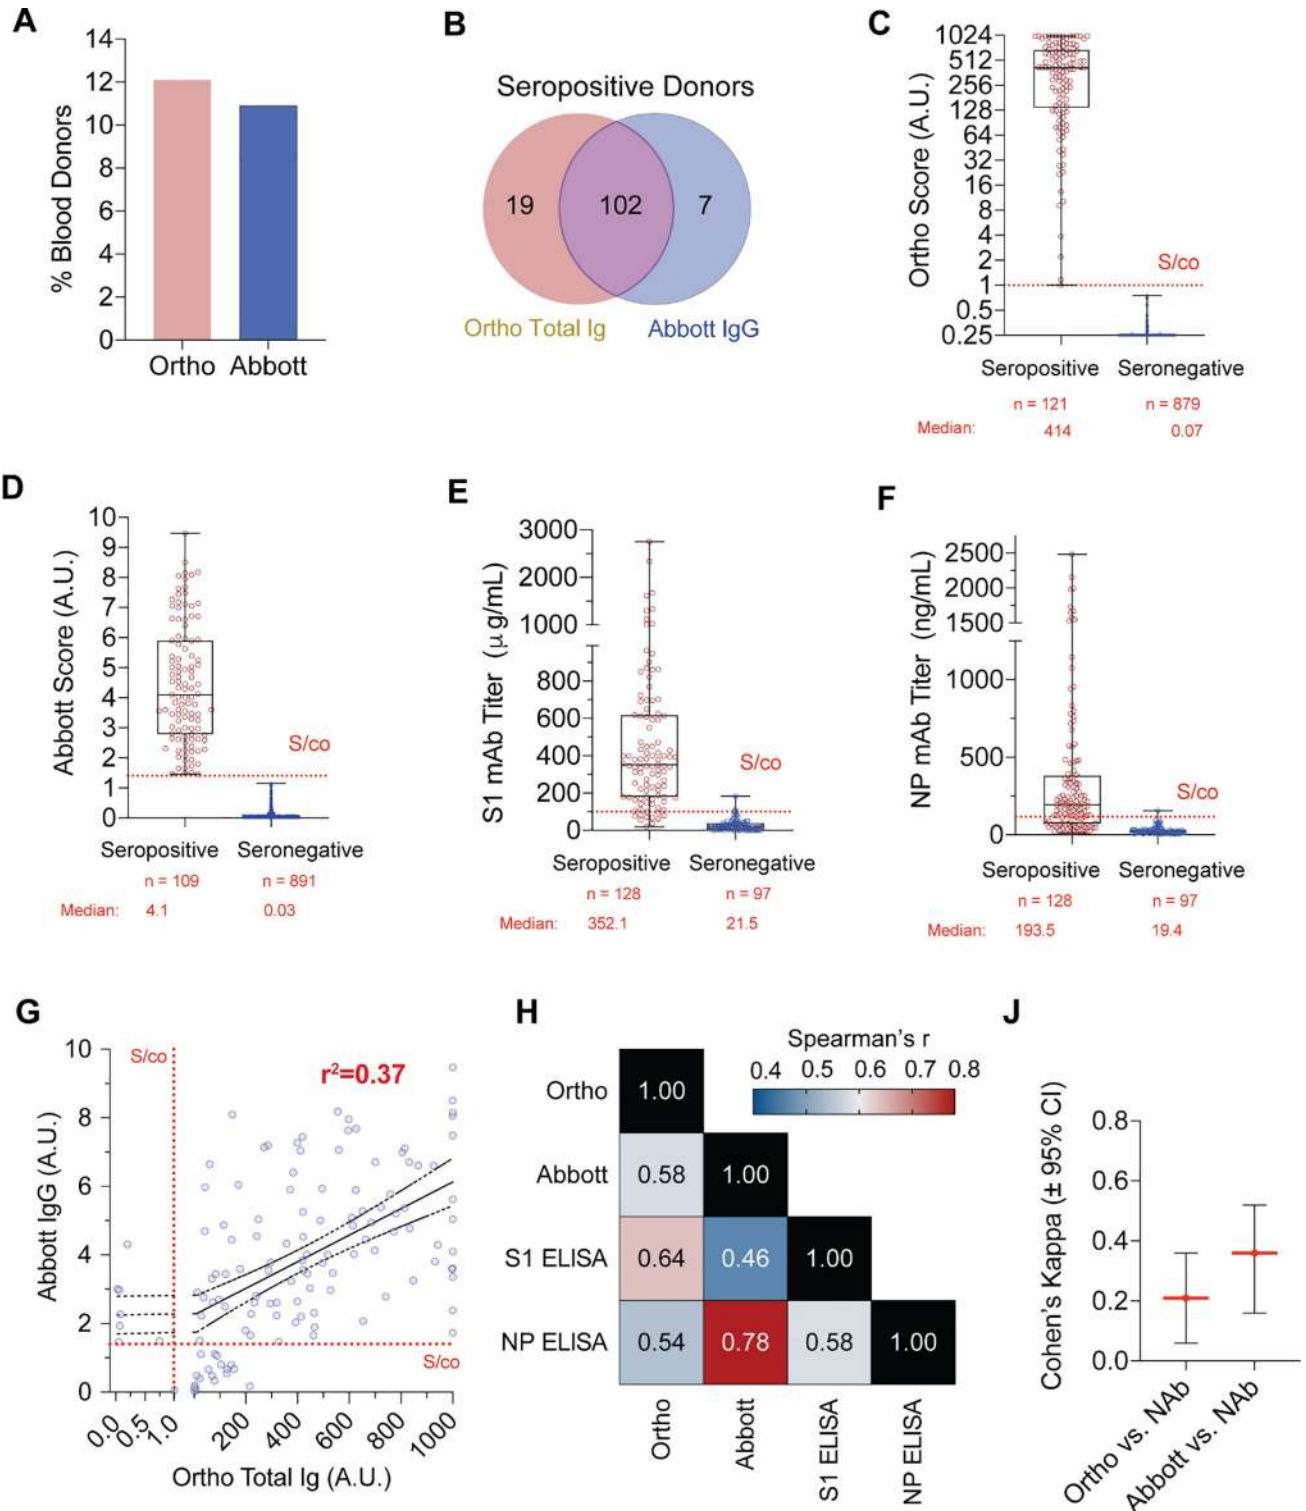 A
14
12
10
8
6
4
2
0
% Blood Donors
Ortho Abbott
B
Seropositive Donors
19 102 7
Ortho Total Ig Abbott IgG
C
1024
512
256
128
64
32
16
8
4
2
1
0.5
0.25
Ortho Score (A.U.)
S/co
Seropositive Seronegative
n = 121 n = 879
Median: 414 0.07
D
10
9
8
7
6
5
4
3
2
1
0
Abbott Score (A.U.)
S/co
Seropositive Seronegative
n = 109 n = 891
Median: 4.1 0.03
E
3000
2000
1000
800
600
400
200
0
S1 mAb Titer (μ g/mL)
S/co
Seropositive Seronegative
n = 128 n = 97
Median: 352.1 21.5
F
2500
2000
1500
1000
500
0
NP mAb Titer (ng/mL)
S/co
Seropositive Seronegative
n = 128 n = 97
Median: 193.5 19.4
G
10
8
6
4
2
0
Abbott IgG (A.U.)
S/co
r²=0.37
S/co
0.0 0.5 1.0 200 400 600 800 1000
Ortho Total Ig (A.U.)
H
Spearman's r
0.4 0.5 0.6 0.7 0.8
Ortho 1.00
Abbott 0.58 1.00
S1 ELISA 0.64 0.46 1.00
NP ELISA 0.54 0.78 0.58 1.00
Ortho Abbott S1 ELISA NP ELISA
J
0.8
0.6
0.4
0.2
0.0
Cohen's Kappa (± 95% CI)
Ortho vs. NAb
Abbott vs. NAb